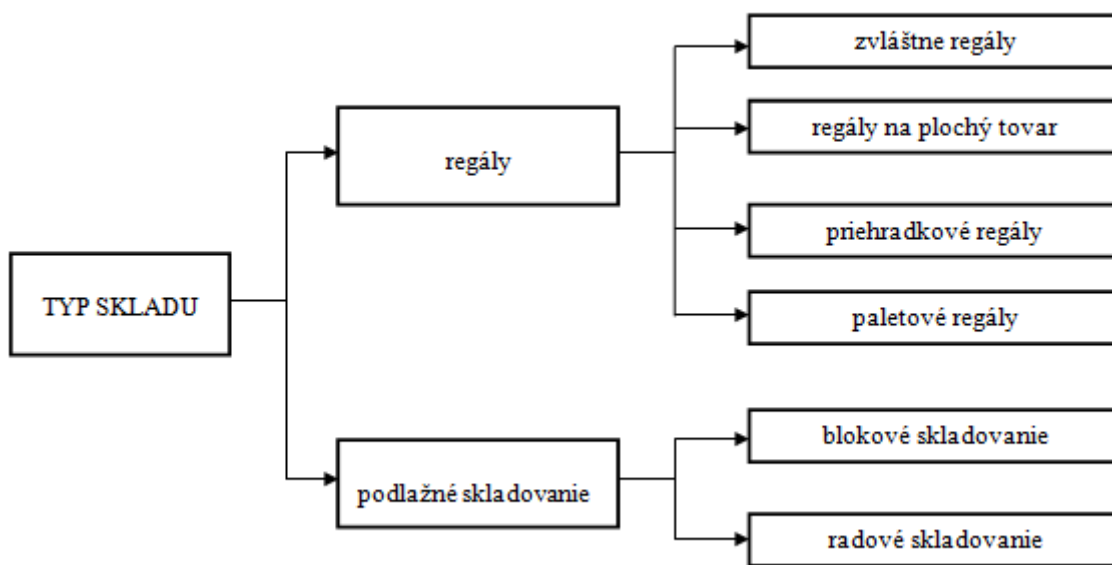 TYP SKLADU
regály
zvláštne regály
regály na plochý tovar
priehradkové regály
paletové regály
podlažné skladovanie
blokové skladovanie
radové skladovanie